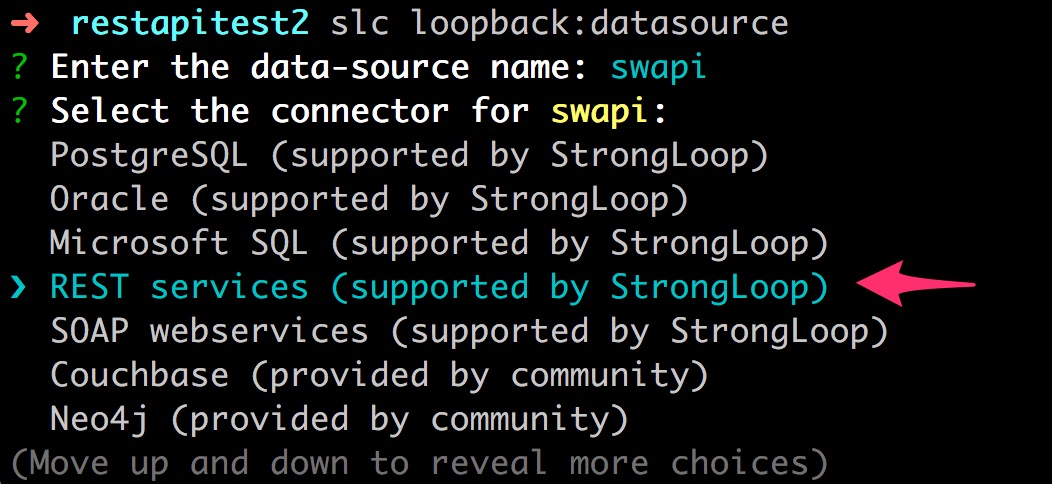 ➜ restapitest2 slc loopback:datasource
? Enter the data-source name: swapi
? Select the connector for swapi:
PostgreSQL (supported by StrongLoop)
Oracle (supported by StrongLoop)
Microsoft SQL (supported by StrongLoop)
❯ REST services (supported by StrongLoop)
SOAP webservices (supported by StrongLoop)
Couchbase (provided by community)
Neo4j (provided by community)
(Move up and down to reveal more choices)